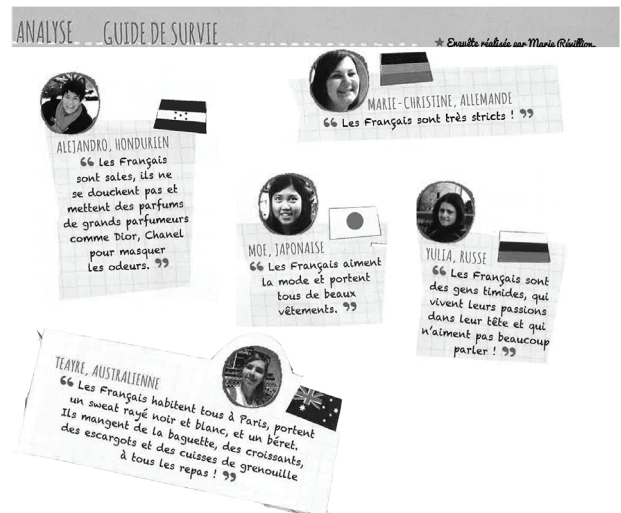 ANALYSE GUIDE DE SURVIE
★ Enquête réalisée par Marie Révillion.
MARIE-CHRISTINE, ALLEMANDE
“ Les Français sont très stricts ! ”
ALEJANDRO, HONDURIEN
“ Les Français
sont sales, ils ne
se douchent pas et
mettent des parfums
de grands parfumeurs
comme Dior, Chanel
pour masquer
les odeurs. ”
MOE, JAPONAISE
“ Les Français aiment
la mode et portent
tous de beaux
vêtements. ”
YULIA, RUSSE
“ Les Français sont
des gens timides, qui
vivent leurs passions
dans leur tête et qui
n'aiment pas beaucoup
parler ! ”
TEAYRE, AUSTRALIENNE
“ Les Français habitent tous à Paris, portent
un sweat rayé noir et blanc, et un béret.
Ils mangent de la baguette, des croissants,
des escargots et des cuisses de grenouille
à tous les repas ! ”